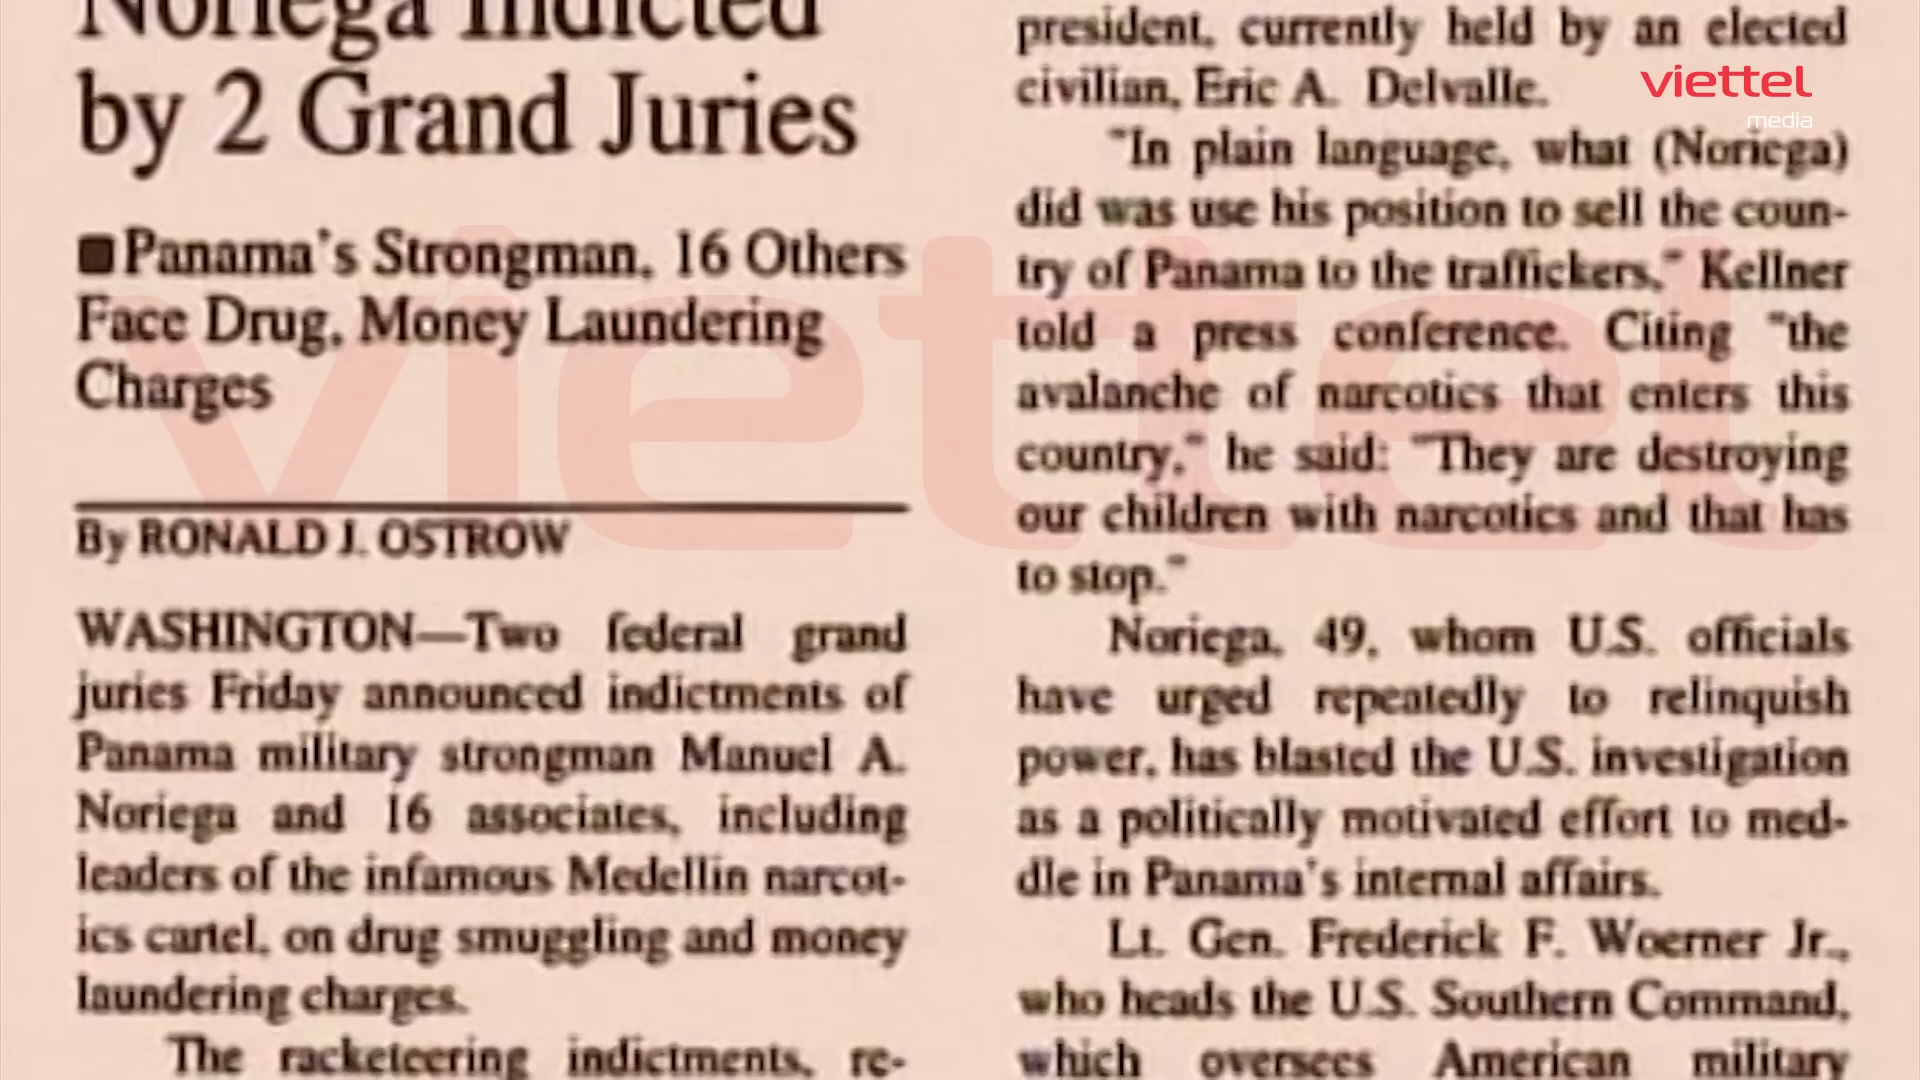 Noriega Indicted
by 2 Grand Juries
■ Panama's Strongman, 16 Others
Face Drug, Money Laundering
Charges
By RONALD J. OSTROW
WASHINGTON—Two federal grand
juries Friday announced indictments of
Panama military strongman Manuel A.
Noriega and 16 associates, including
leaders of the infamous Medellin narcot-
ics cartel, on drug smuggling and money
laundering charges.
The racketeering indictments, re-
president, currently held by an elected
civilian, Eric A. Delvalle.
"In plain language, what (Noriega)
did was use his position to sell the coun-
try of Panama to the traffickers," Kellner
told a press conference. Citing "the
avalanche of narcotics that enters this
country," he said: "They are destroying
our children with narcotics and that has
to stop."
Noriega, 49, whom U.S. officials
have urged repeatedly to relinquish
power, has blasted the U.S. investigation
as a politically motivated effort to med-
dle in Panama's internal affairs.
Lt. Gen. Frederick F. Woerner Jr.,
who heads the U.S. Southern Command,
which oversees American military
viettel
media
viettel